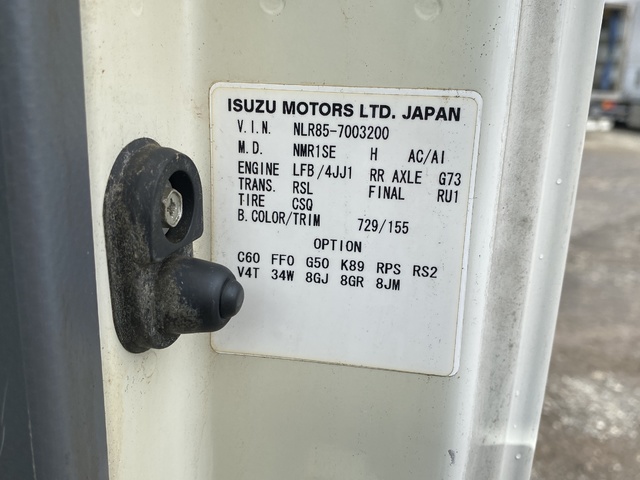 ISUZU MOTORS LTD. JAPAN
V.I.N. NLR85-7003200
M.D. NMR1SE H AC/AI
ENGINE LFB/4JJ1 RR AXLE G73
TRANS. RSL FINAL RU1
TIRE CSQ
B.COLOR/TRIM 729/155
OPTION
C60 FF0 G50 K89 RPS RS2
V4T 34W 8GJ 8GR 8JM